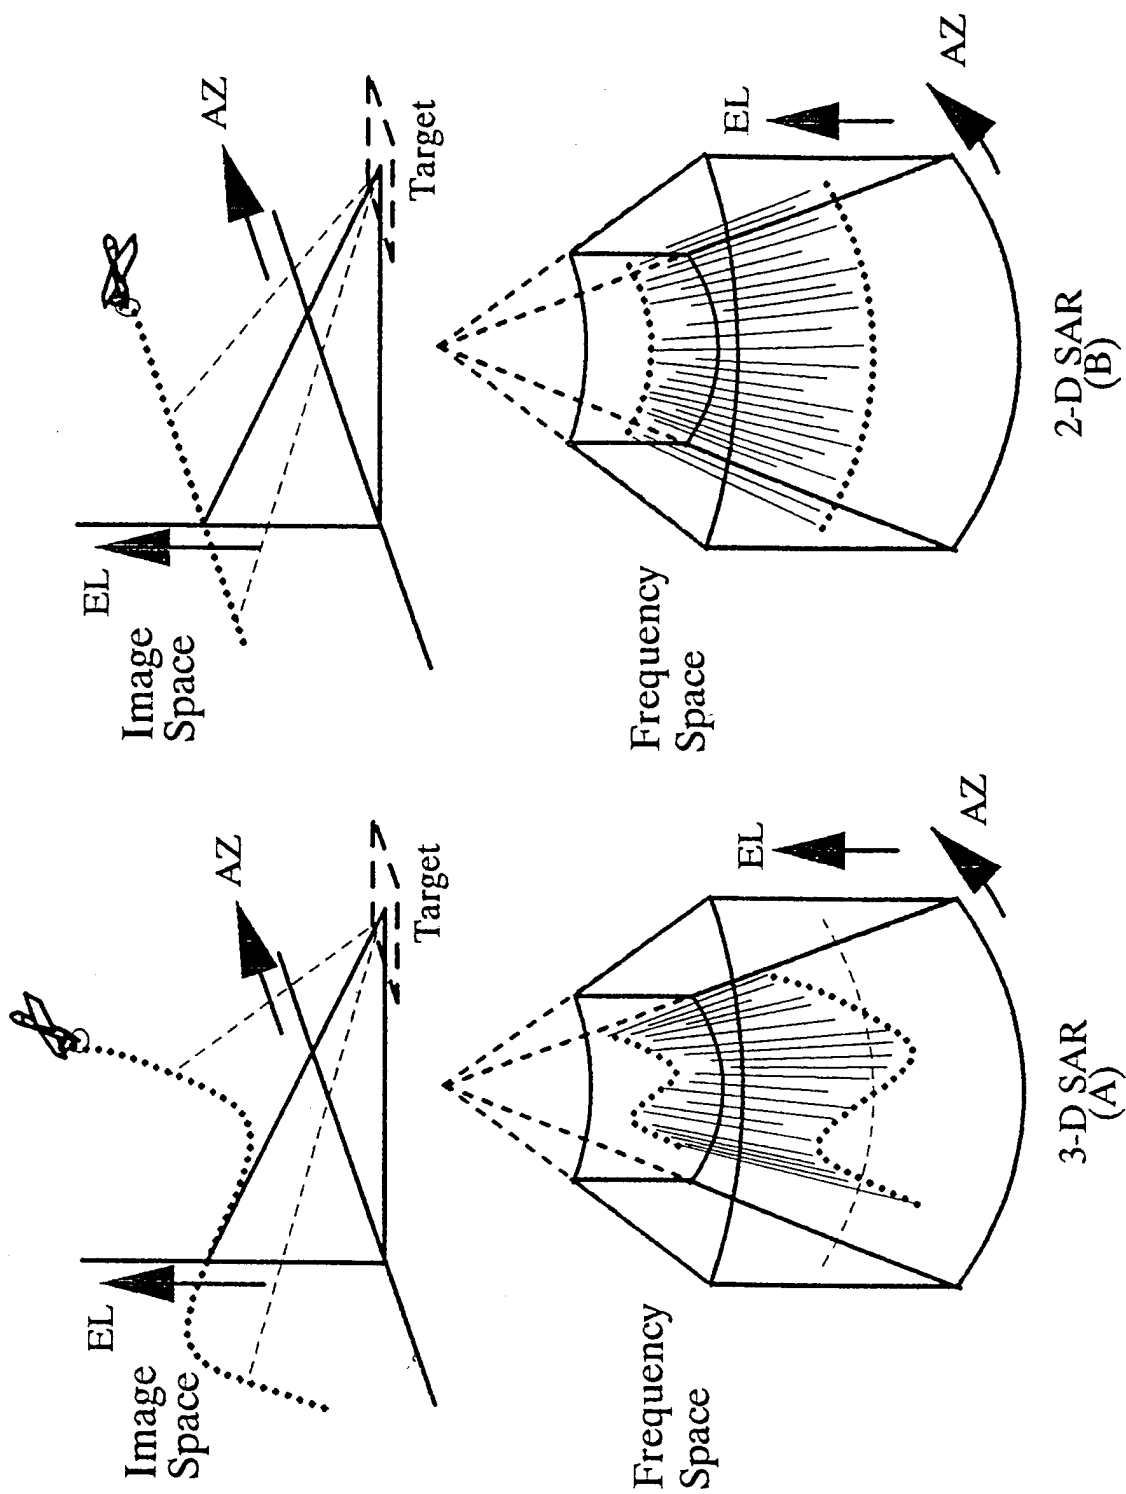 EL
Image
Space
AZ
Target
Frequency
Space
EL
AZ
3-D SAR
(A)
EL
Image
Space
AZ
Target
Frequency
Space
EL
AZ
2-D SAR
(B)